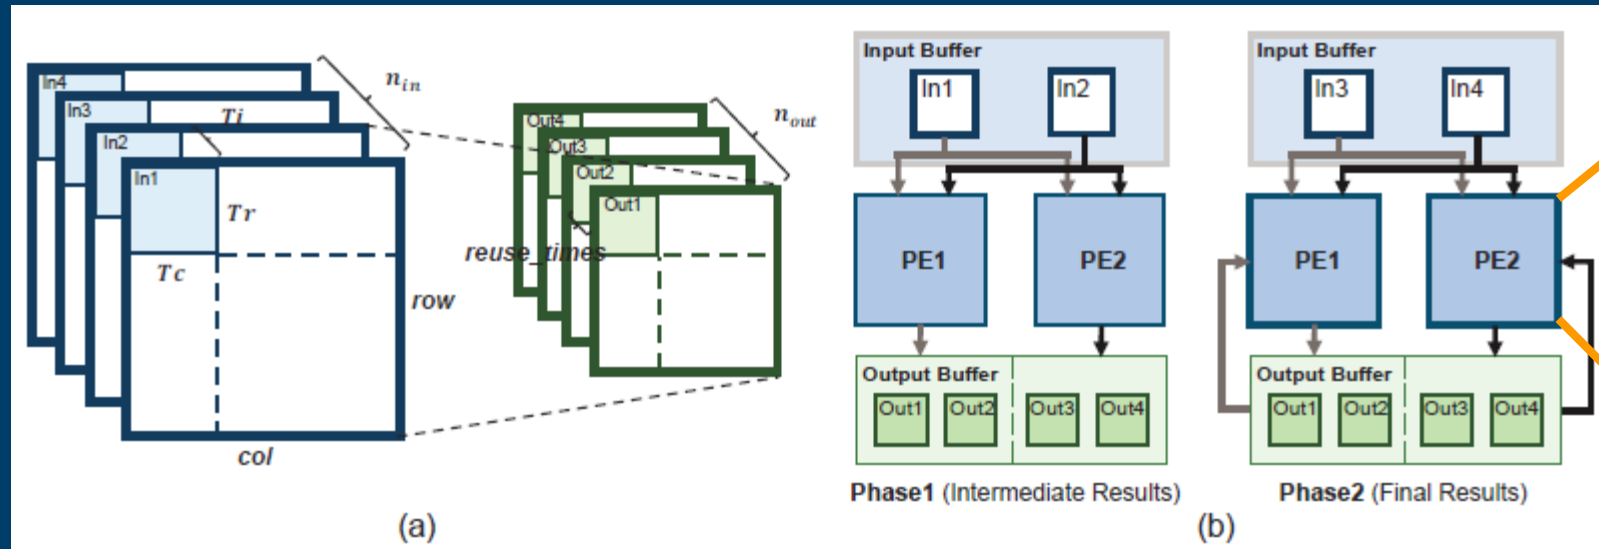 In4
In3
In2
In1
Ti
Tr
Tc
row
col
n_in
Out4
Out3
Out2
Out1
reuse_times
n_out
(a)
Input Buffer
In1
In2
PE1
PE2
Output Buffer
Out1
Out2
Out3
Out4
Phase1 (Intermediate Results)
Input Buffer
In3
In4
PE1
PE2
Output Buffer
Out1
Out2
Out3
Out4
Phase2 (Final Results)
(b)